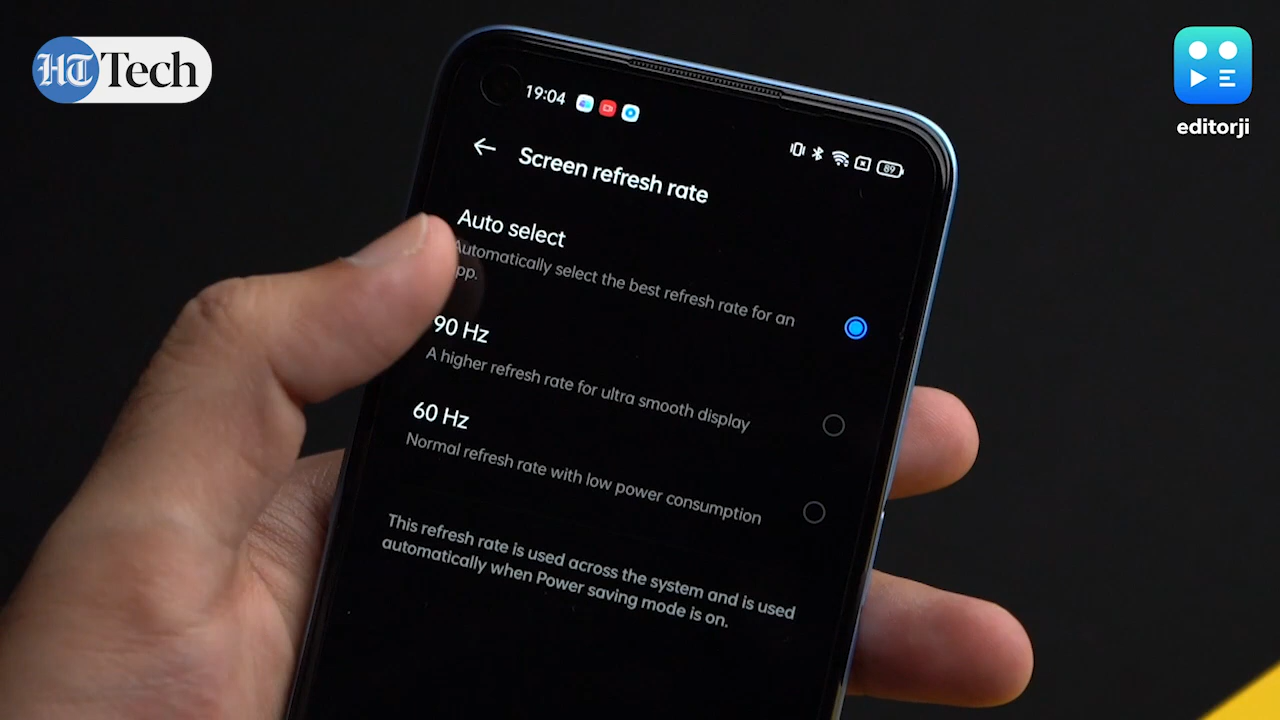 HT Tech
editorji
19:04
89
Screen refresh rate
Auto select
Automatically select the best refresh rate for an
pp.
90 Hz
A higher refresh rate for ultra smooth display
60 Hz
Normal refresh rate with low power consumption
This refresh rate is used across the system and is used
automatically when Power saving mode is on.